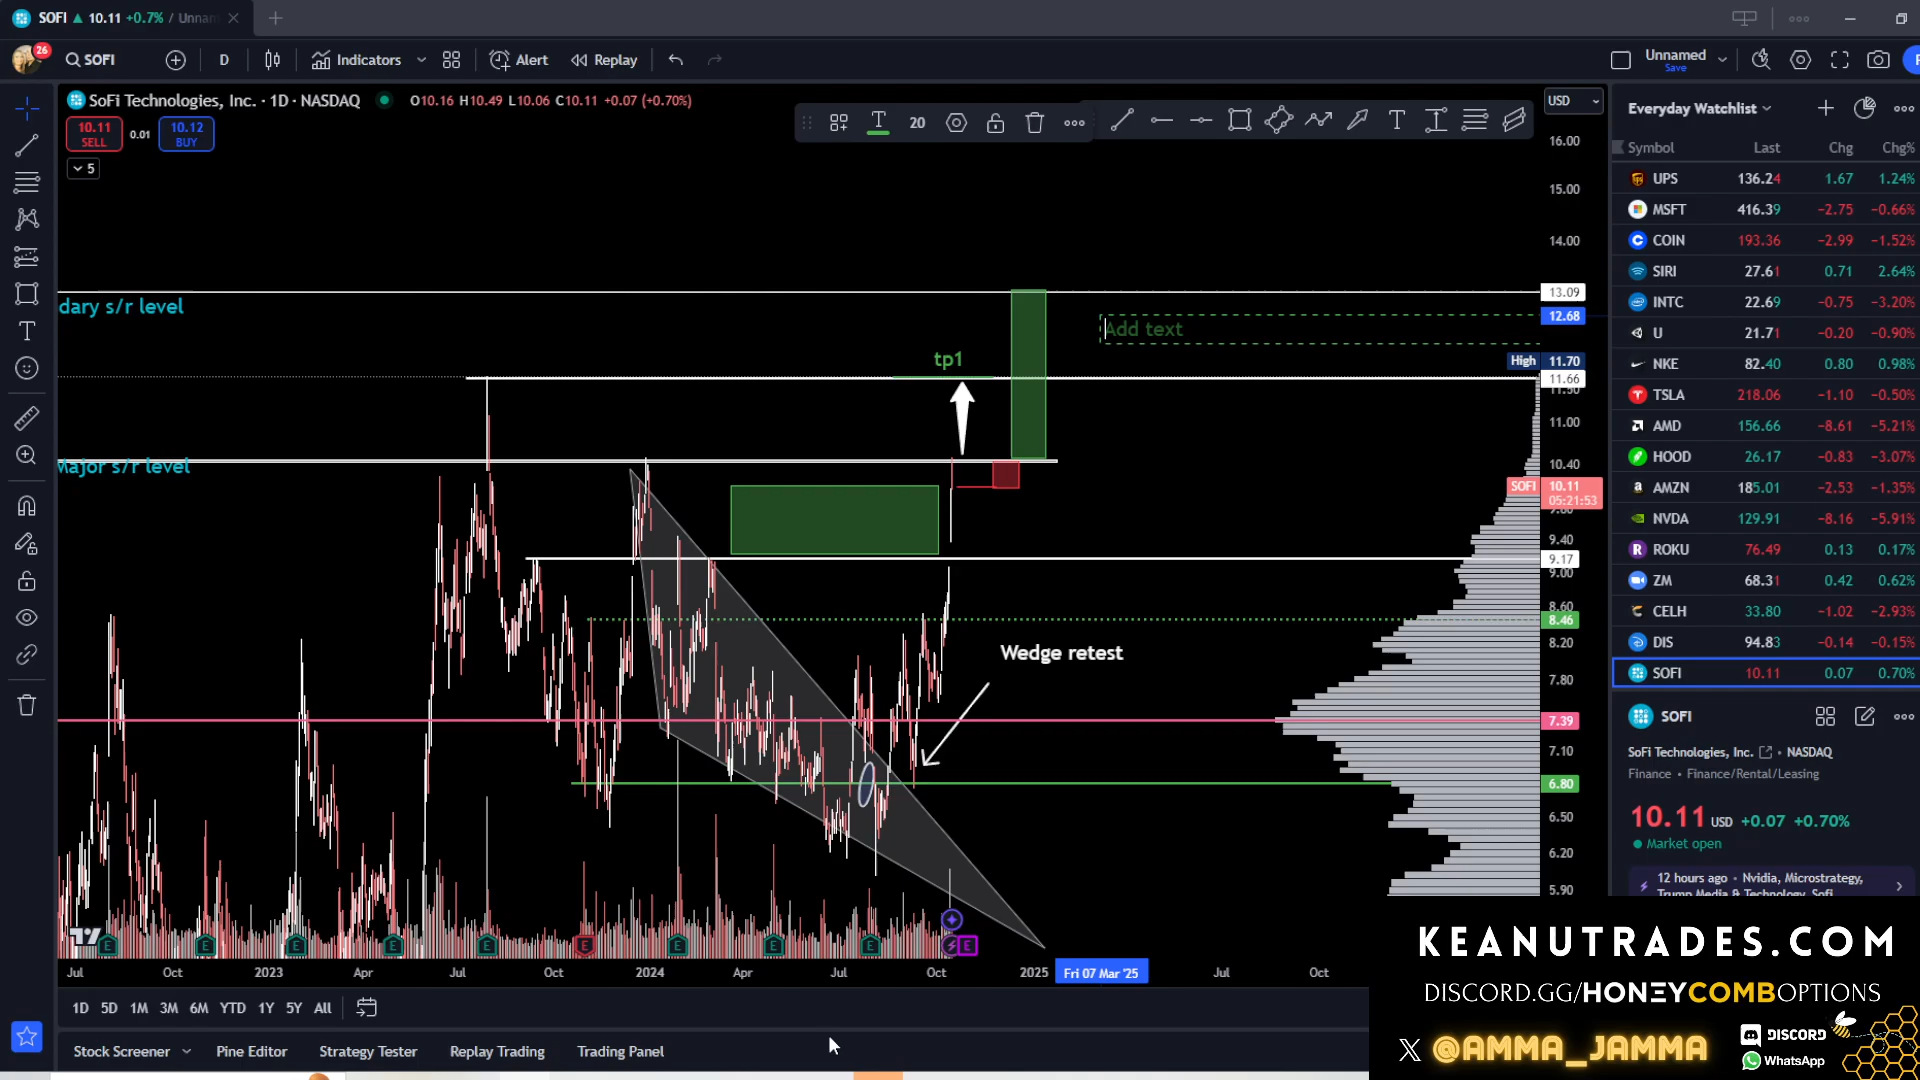 SOFI ▲ 10.11 +0.7% / Unnam
26 SOFI D Indicators Alert Replay Unnamed Save
SoFi Technologies, Inc. · 1D · NASDAQ O10.16 H10.49 L10.06 C10.11 +0.07 (+0.70%)
10.11 SELL 0.01 10.12 BUY
5
20
USD
16.00
15.00
14.00
13.09
12.68
High 11.70
11.66
11.00
10.40
SOFI 10.11
05:21:53
9.40
9.17
9.00
8.60
8.46
8.20
7.80
7.39
7.10
6.80
6.50
6.20
5.90
dary s/r level
Add text
tp1
Major s/r level
Wedge retest
Jul Oct 2023 Apr Jul Oct 2024 Apr Jul Oct 2025 Fri 07 Mar '25 Jul Oct
1D 5D 1M 3M 6M YTD 1Y 5Y All
Stock Screener Pine Editor Strategy Tester Replay Trading Trading Panel
Everyday Watchlist
Symbol Last Chg Chg%
UPS 136.24 1.67 1.24%
MSFT 416.39 −2.75 −0.66%
COIN 193.36 −2.99 −1.52%
SIRI 27.61 0.71 2.64%
INTC 22.69 −0.75 −3.20%
U 21.71 −0.20 −0.90%
NKE 82.40 0.80 0.98%
TSLA 218.06 −1.10 −0.50%
AMD 156.66 −8.61 −5.21%
HOOD 26.17 −0.83 −3.07%
AMZN 185.01 −2.53 −1.35%
NVDA 129.91 −8.16 −5.91%
ROKU 76.49 0.13 0.17%
ZM 68.31 0.42 0.62%
CELH 33.80 −1.02 −2.93%
DIS 94.83 −0.14 −0.15%
SOFI 10.11 0.07 0.70%
SOFI
SoFi Technologies, Inc. • NASDAQ
Finance • Finance/Rental/Leasing
10.11 USD +0.07 +0.70%
Market open
12 hours ago • Nvidia, Microstrategy,
Trump Media & Technology, Sofi
KEANUTRADES.COM
DISCORD.GG/HONEYCOMBOPTIONS
X @AMMA_JAMMA
DISCORD
WhatsApp